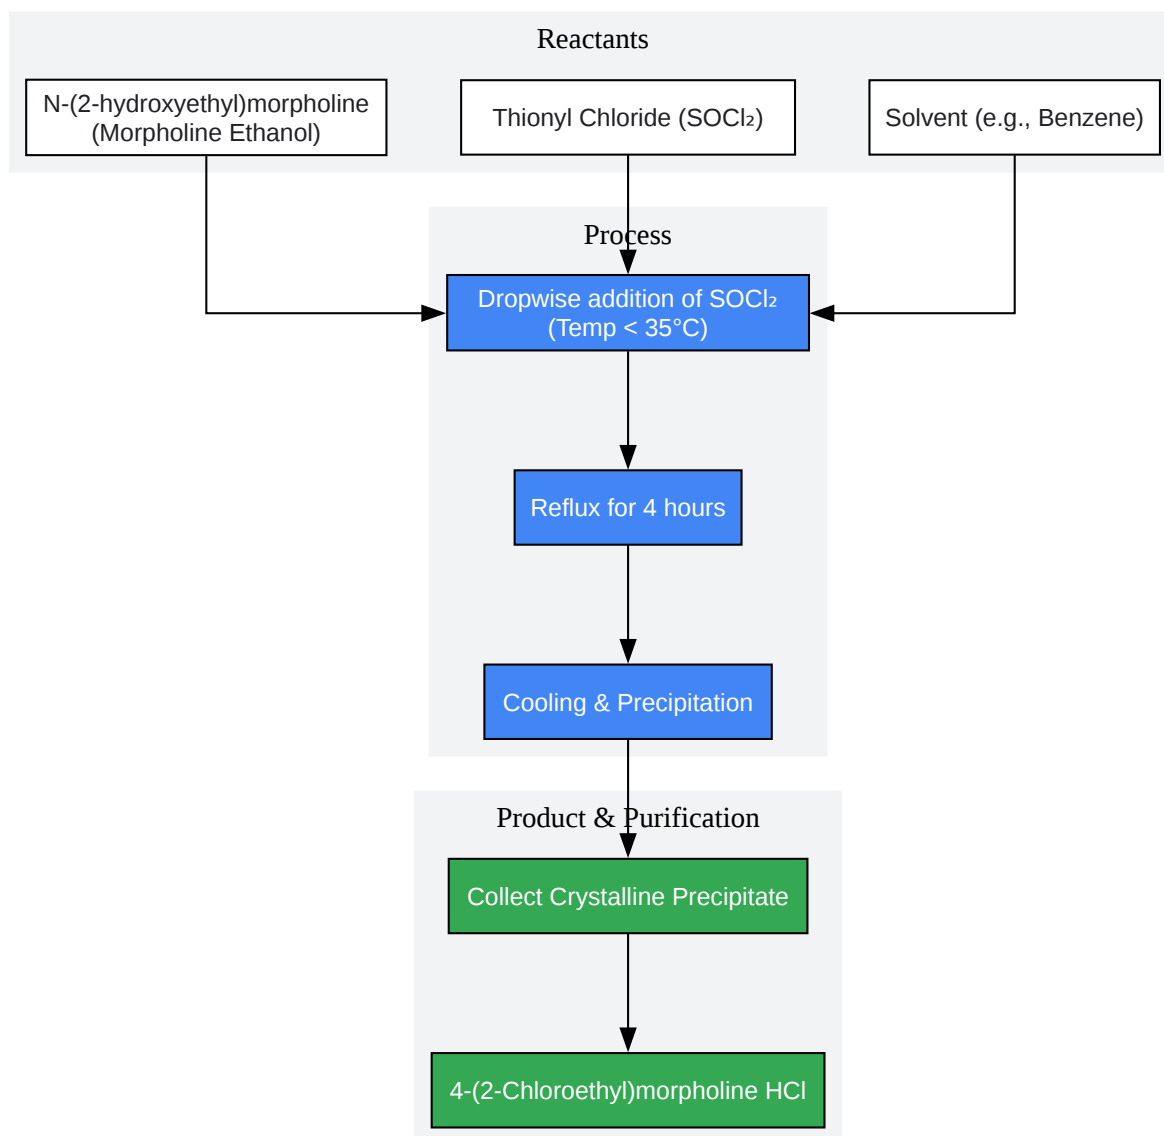 Reactants
N-(2-hydroxyethyl)morpholine
(Morpholine Ethanol)
Thionyl Chloride (SOCl₂)
Solvent (e.g., Benzene)
Process
Dropwise addition of SOCl₂
(Temp < 35°C)
Reflux for 4 hours
Cooling & Precipitation
Product & Purification
Collect Crystalline Precipitate
4-(2-Chloroethyl)morpholine HCl